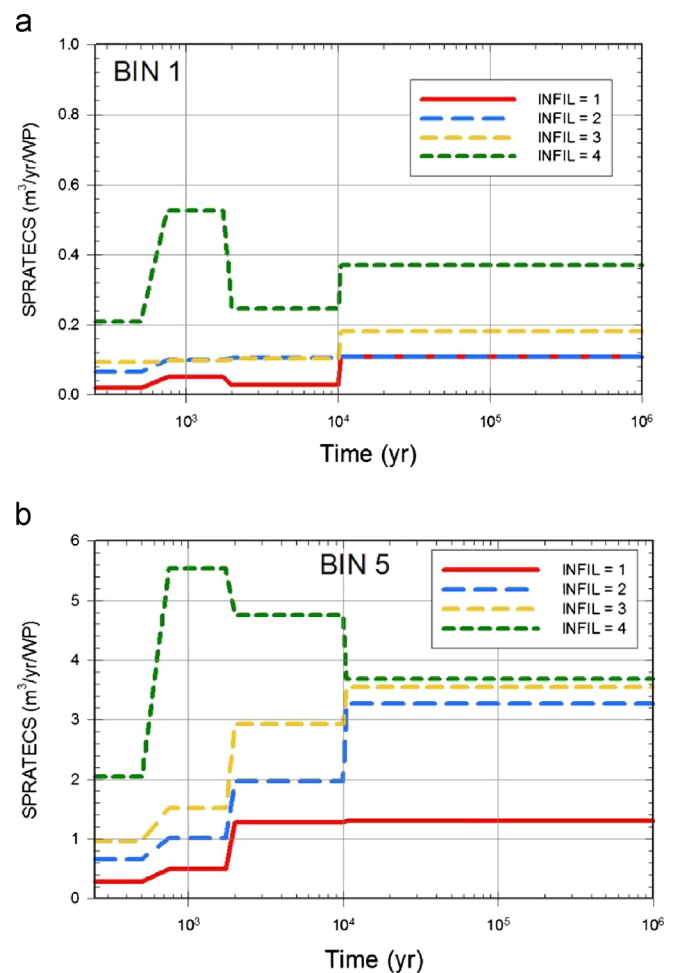 a
1.0
BIN 1
INFIL = 1
INFIL = 2
INFIL = 3
INFIL = 4
0.8
0.6
0.4
0.2
0.0
SPRATECS (m³/yr/WP)
10³
10⁴
10⁵
10⁶
Time (yr)
b
6
BIN 5
INFIL = 1
INFIL = 2
INFIL = 3
INFIL = 4
5
4
3
2
1
0
SPRATECS (m³/yr/WP)
10³
10⁴
10⁵
10⁶
Time (yr)